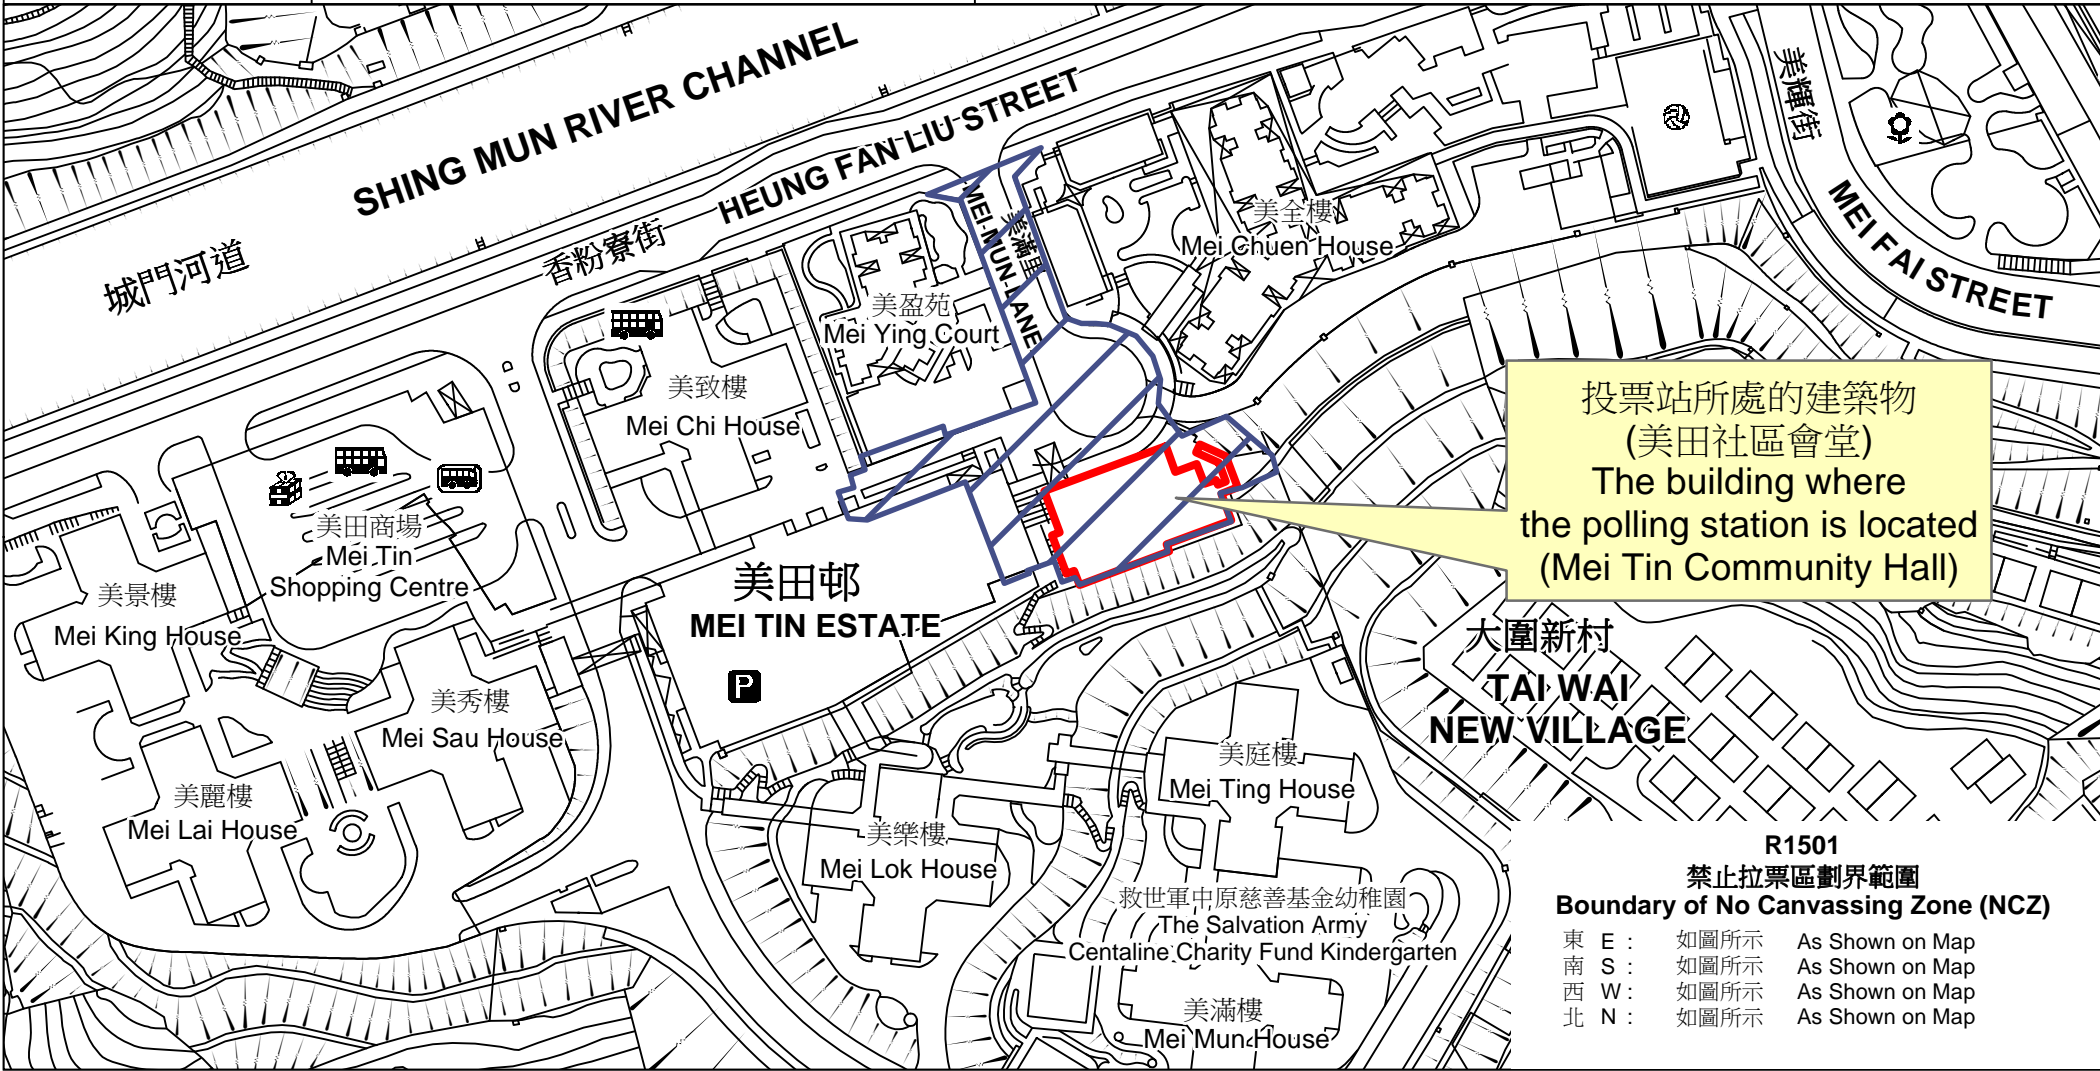 SHING MUN RIVER CHANNEL
城門河道
HEUNG FAN LIU STREET
香粉寮街
MEI MUN LANE
美滿里
美輝街
MEI FAI STREET
美全樓
Mei Chuen House
美盈苑
Mei Ying Court
美致樓
Mei Chi House
美田商場
Mei Tin
Shopping Centre
美景樓
Mei King House
美秀樓
Mei Sau House
美麗樓
Mei Lai House
美田邨
MEI TIN ESTATE
P
美樂樓
Mei Lok House
美庭樓
Mei Ting House
救世軍中原慈善基金幼稚園
The Salvation Army
Centaline Charity Fund Kindergarten
美滿樓
Mei Mun House
投票站所處的建築物
(美田社區會堂)
The building where
the polling station is located
(Mei Tin Community Hall)
大圍新村
TAI WAI
NEW VILLAGE
R1501
禁止拉票區劃界範圍
Boundary of No Canvassing Zone (NCZ)
東 E : 如圖所示 As Shown on Map
南 S : 如圖所示 As Shown on Map
西 W : 如圖所示 As Shown on Map
北 N : 如圖所示 As Shown on Map